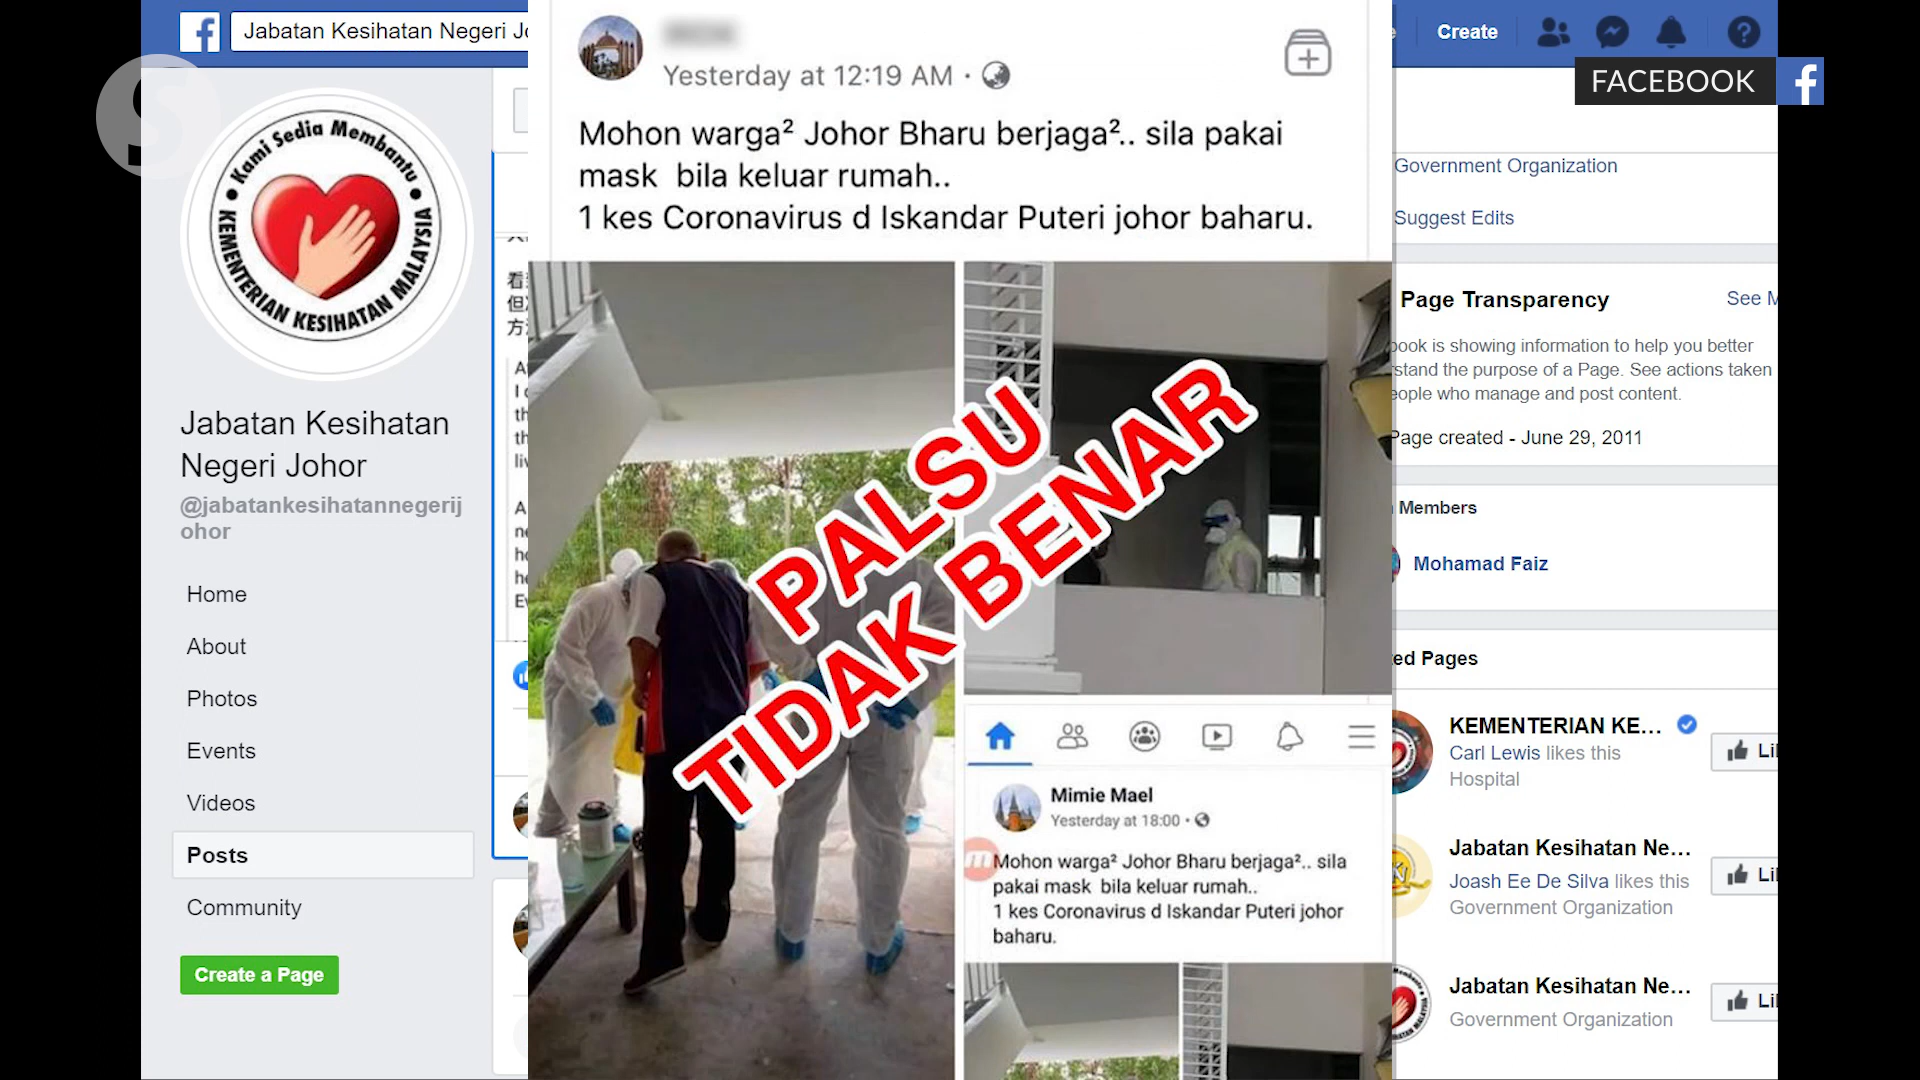 Jabatan Kesihatan Negeri Jo
Create
FACEBOOK
S
Kami Sedia Membantu
KEMENTERIAN KESIHATAN MALAYSIA
Jabatan Kesihatan
Negeri Johor
@jabatankesihatannegerij
ohor
Home
About
Photos
Events
Videos
Posts
Community
Create a Page
Yesterday at 12:19 AM ·
Mohon warga² Johor Bharu berjaga².. sila pakai
mask bila keluar rumah..
1 kes Coronavirus d Iskandar Puteri johor baharu.
PALSU
TIDAK BENAR
Mimie Mael
Yesterday at 18:00 ·
Mohon warga² Johor Bharu berjaga².. sila
pakai mask bila keluar rumah..
1 kes Coronavirus d Iskandar Puteri johor
baharu.
Government Organization
Suggest Edits
Page Transparency
See M
book is showing information to help you better
stand the purpose of a Page. See actions taken
eople who manage and post content.
Page created - June 29, 2011
Members
Mohamad Faiz
ed Pages
KEMENTERIAN KE...
Carl Lewis likes this
Hospital
Li
Jabatan Kesihatan Ne...
Joash Ee De Silva likes this
Government Organization
Li
Jabatan Kesihatan Ne...
Government Organization
Li